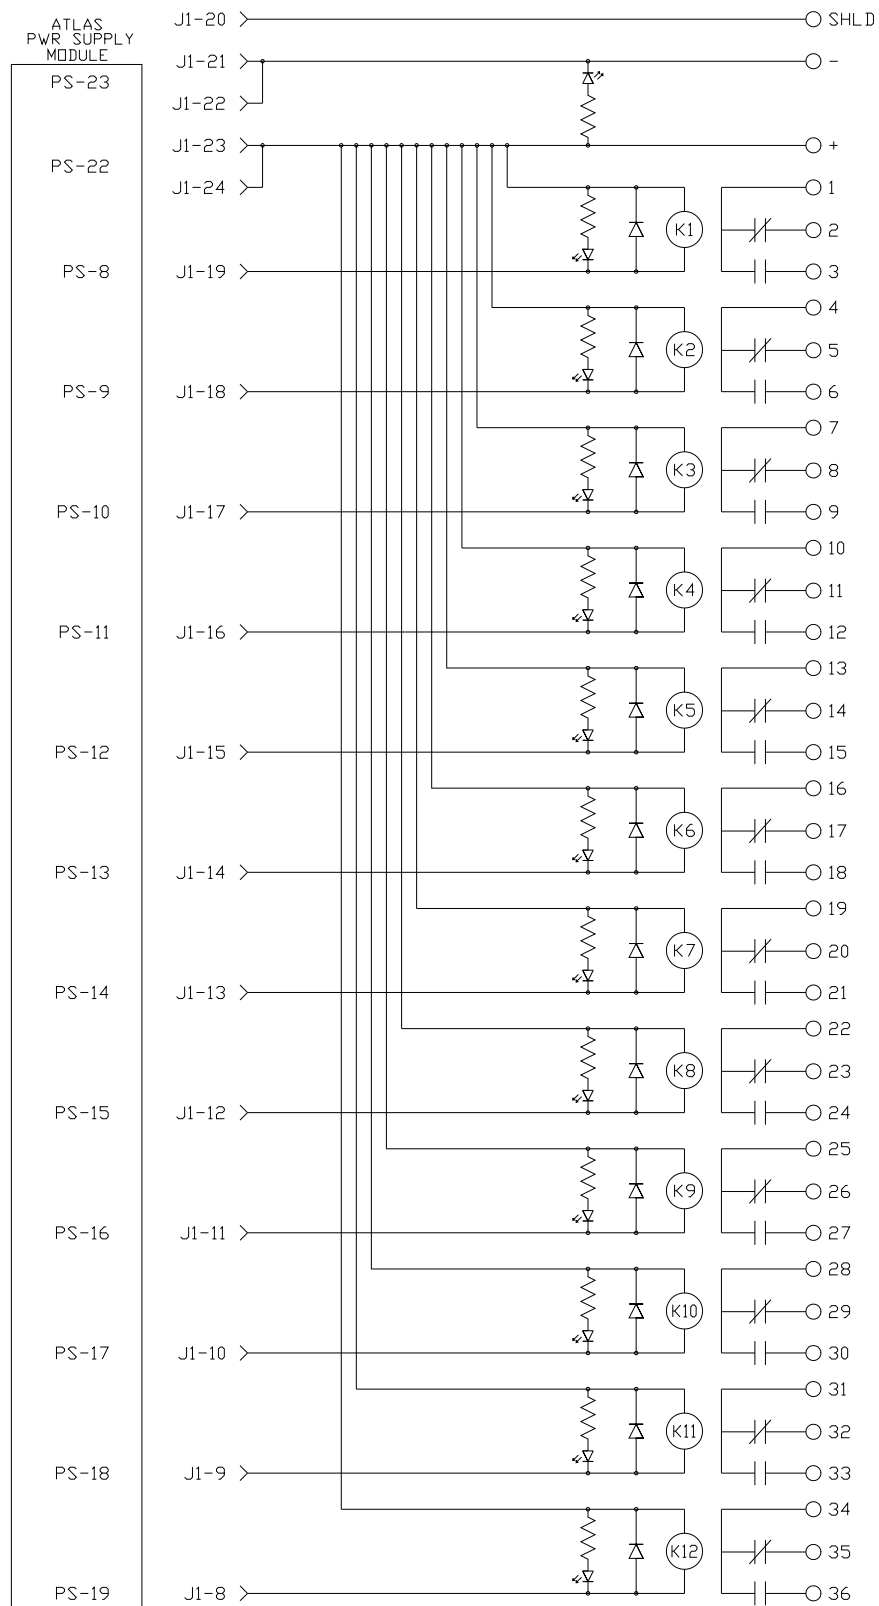 J1-20 SHLD
ATLAS
PWR SUPPLY
MODULE
J1-21 -
PS-23
J1-22
J1-23 +
PS-22
J1-24 1
K1 2
PS-8 J1-19 3
4
K2 5
PS-9 J1-18 6
7
K3 8
PS-10 J1-17 9
10
K4 11
PS-11 J1-16 12
13
K5 14
PS-12 J1-15 15
16
K6 17
PS-13 J1-14 18
19
K7 20
PS-14 J1-13 21
22
K8 23
PS-15 J1-12 24
25
K9 26
PS-16 J1-11 27
28
K10 29
PS-17 J1-10 30
31
K11 32
PS-18 J1-9 33
34
K12 35
PS-19 J1-8 36